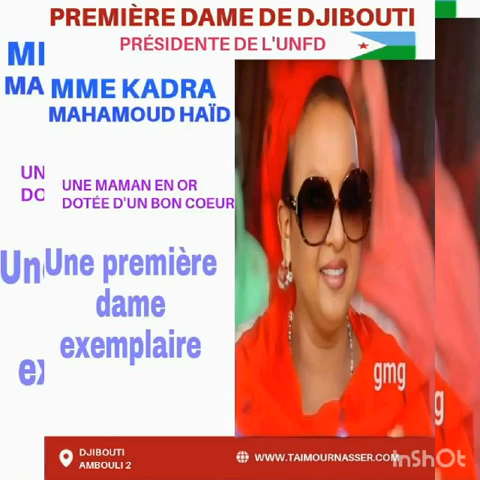 PREMIÈRE DAME DE DJIBOUTI
PRÉSIDENTE DE L'UNFD
MME KADRA
MAHAMOUD HAÏD
UNE MAMAN EN OR
DOTÉE D'UN BON COEUR
Une première
dame
exemplaire
gmg
DJIBOUTI
AMBOULI 2
WWW.TAIMOURNASSER.COM
InShOt